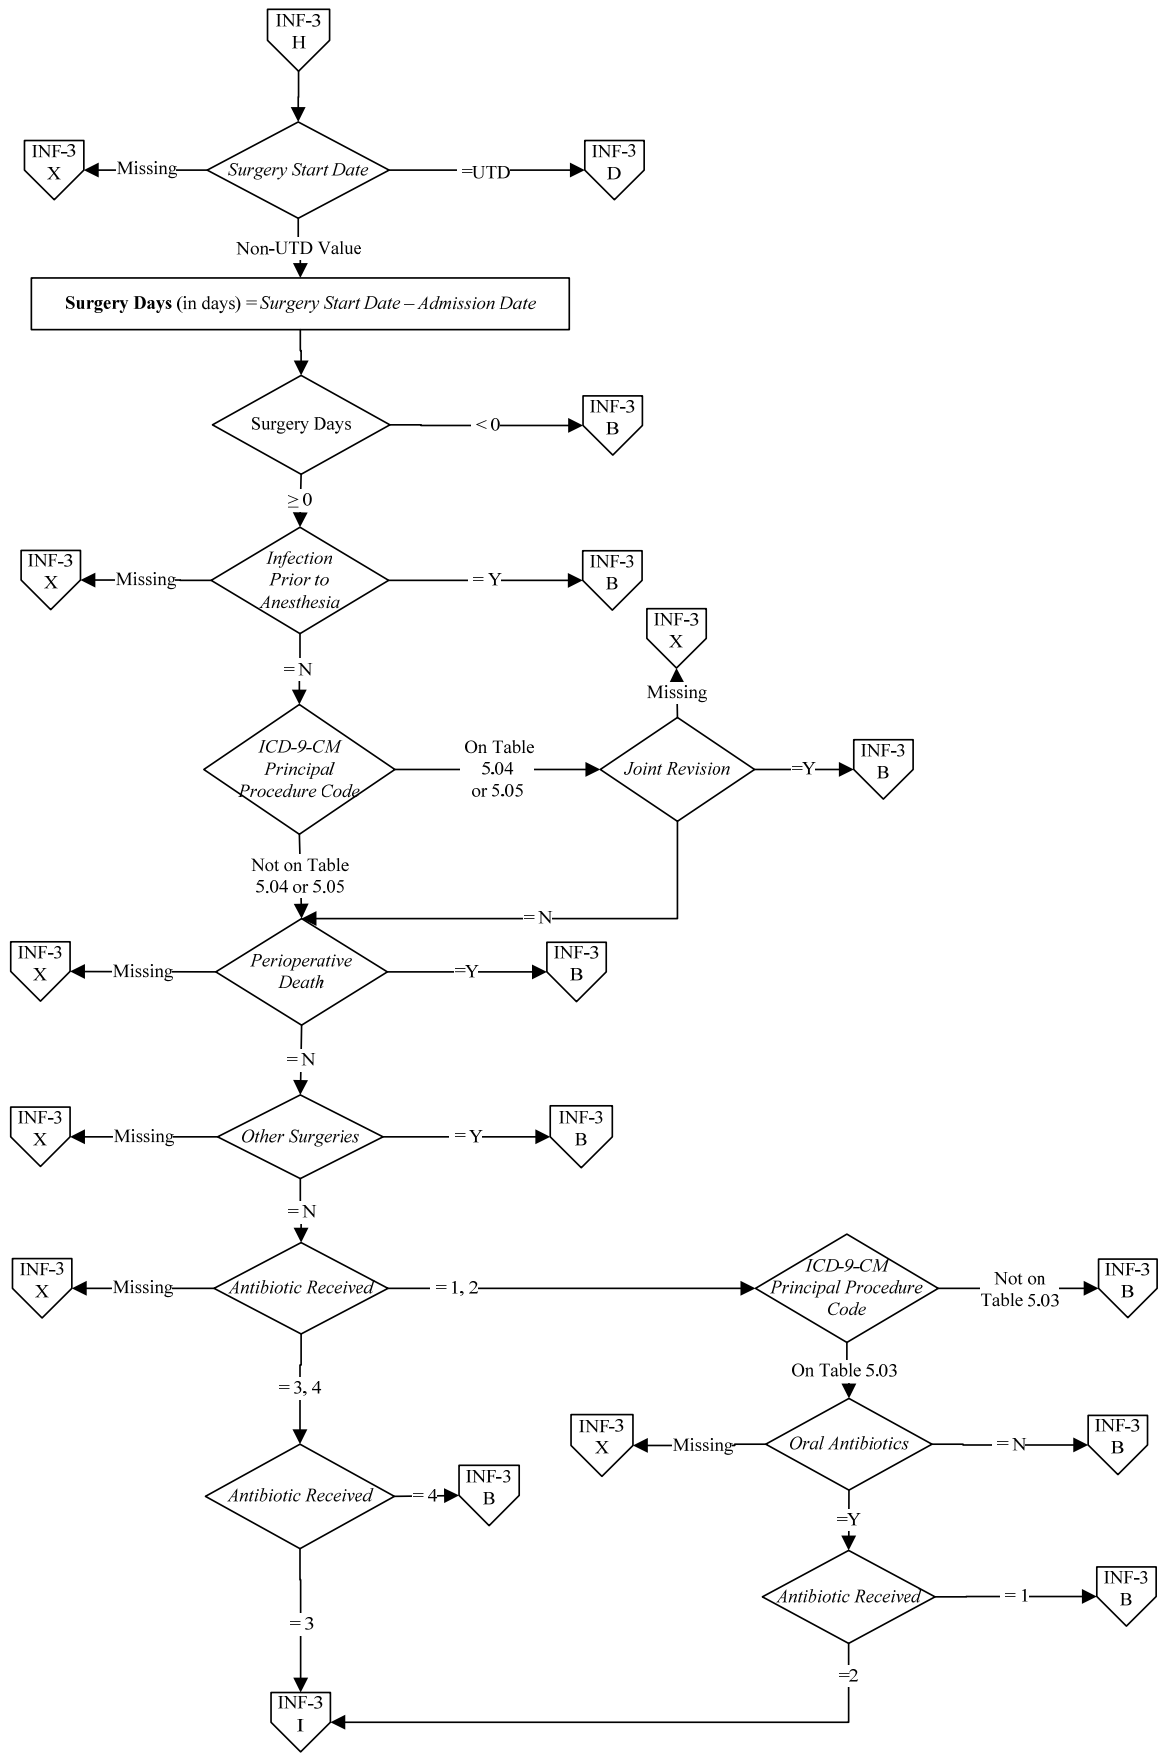 INF-3
H
INF-3
X
Missing
Surgery Start Date
=UTD
INF-3
D
Non-UTD Value
Surgery Days (in days) = Surgery Start Date – Admission Date
Surgery Days
< 0
INF-3
B
≥ 0
INF-3
X
Missing
Infection
Prior to
Anesthesia
= Y
INF-3
B
= N
INF-3
X
Missing
ICD-9-CM
Principal
Procedure Code
On Table
5.04
or 5.05
Joint Revision
=Y
INF-3
B
Not on Table
5.04 or 5.05
= N
INF-3
X
Missing
Perioperative
Death
=Y
INF-3
B
= N
INF-3
X
Missing
Other Surgeries
= Y
INF-3
B
= N
INF-3
X
Missing
Antibiotic Received
= 1, 2
ICD-9-CM
Principal Procedure
Code
Not on
Table 5.03
INF-3
B
On Table 5.03
= 3, 4
INF-3
X
Missing
Oral Antibiotics
= N
INF-3
B
Antibiotic Received
= 4
INF-3
B
=Y
Antibiotic Received
= 1
INF-3
B
= 3
=2
INF-3
I